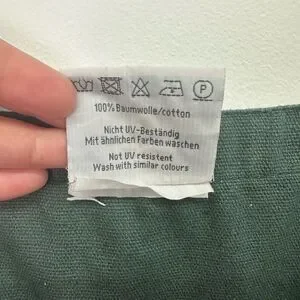 P
100% Baumwolle/cotton
Nicht UV-Beständig
Mit ähnlichen Farben waschen
Not UV resistent
Wash with similar colours